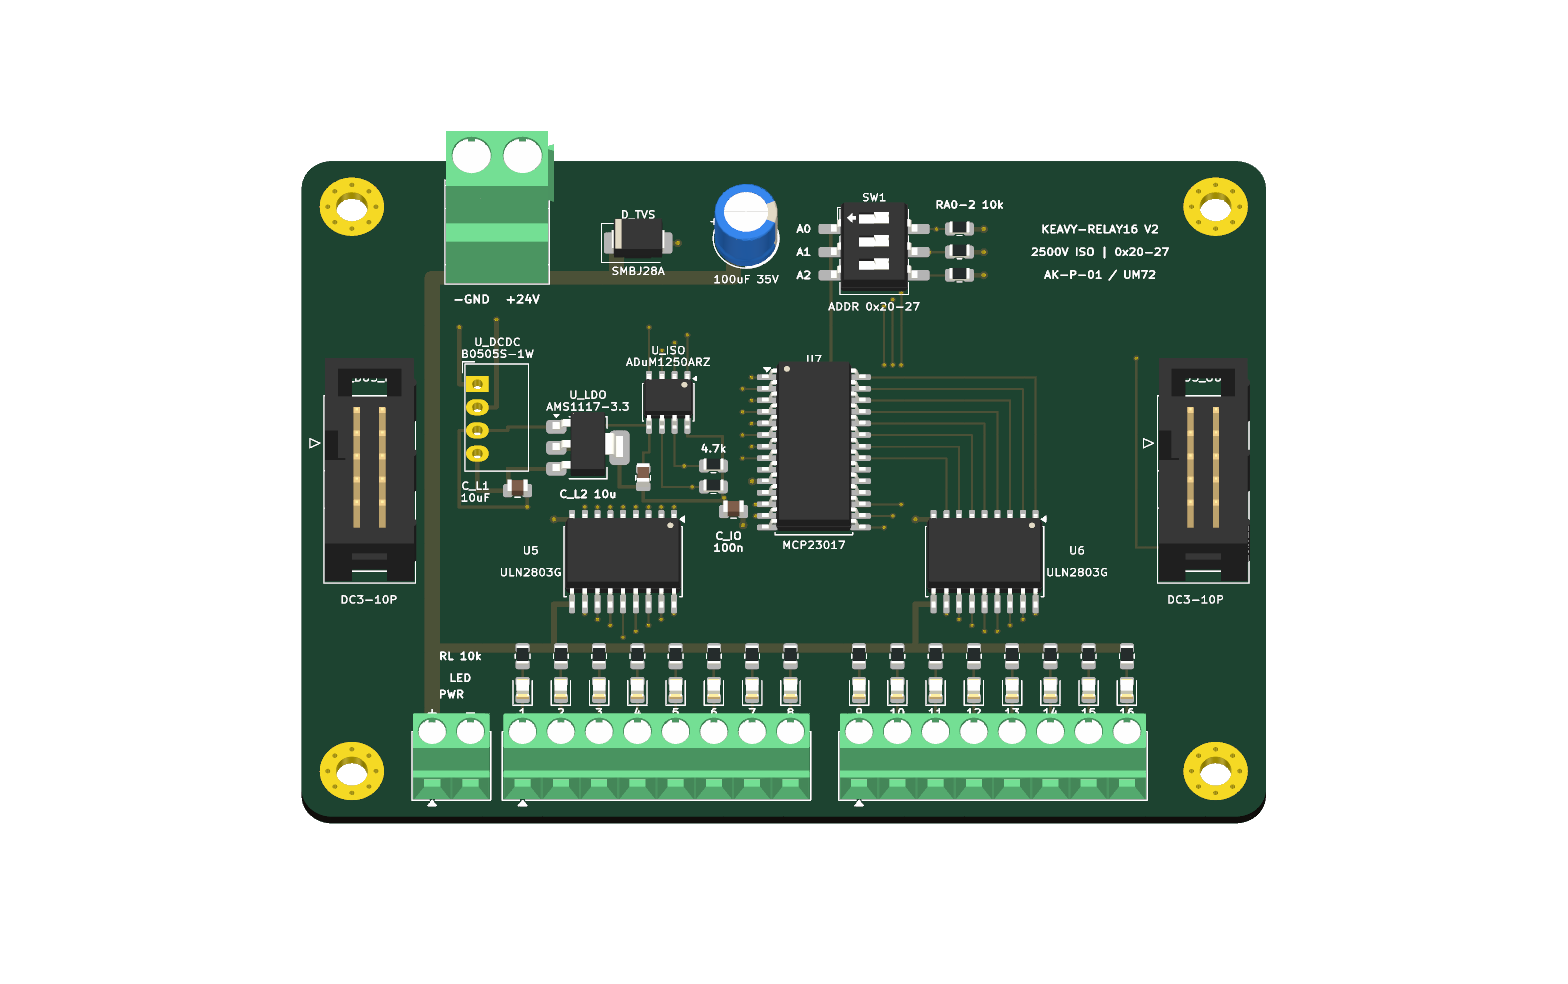 SW1
RA0-2 10k
D_TVS
A0
KEAVY-RELAY16 V2
A1
2500V ISO | 0x20-27
SMBJ28A
A2
AK-P-01 / UM72
+
100uF 35V
-GND +24V
ADDR 0x20-27
U_DCDC
B0505S-1W
U_ISO
ADuM1250ARZ
U7
U_LDO
AMS1117-3.3
4.7k
C_L1
10uF
C_L2 10u
C_IO
100n
MCP23017
U5
ULN2803G
U6
ULN2803G
DC3-10P
DC3-10P
RL 10k
LED
PWR
+ -
1 2 3 4 5 6 7 8 9 10 11 12 13 14 15 16